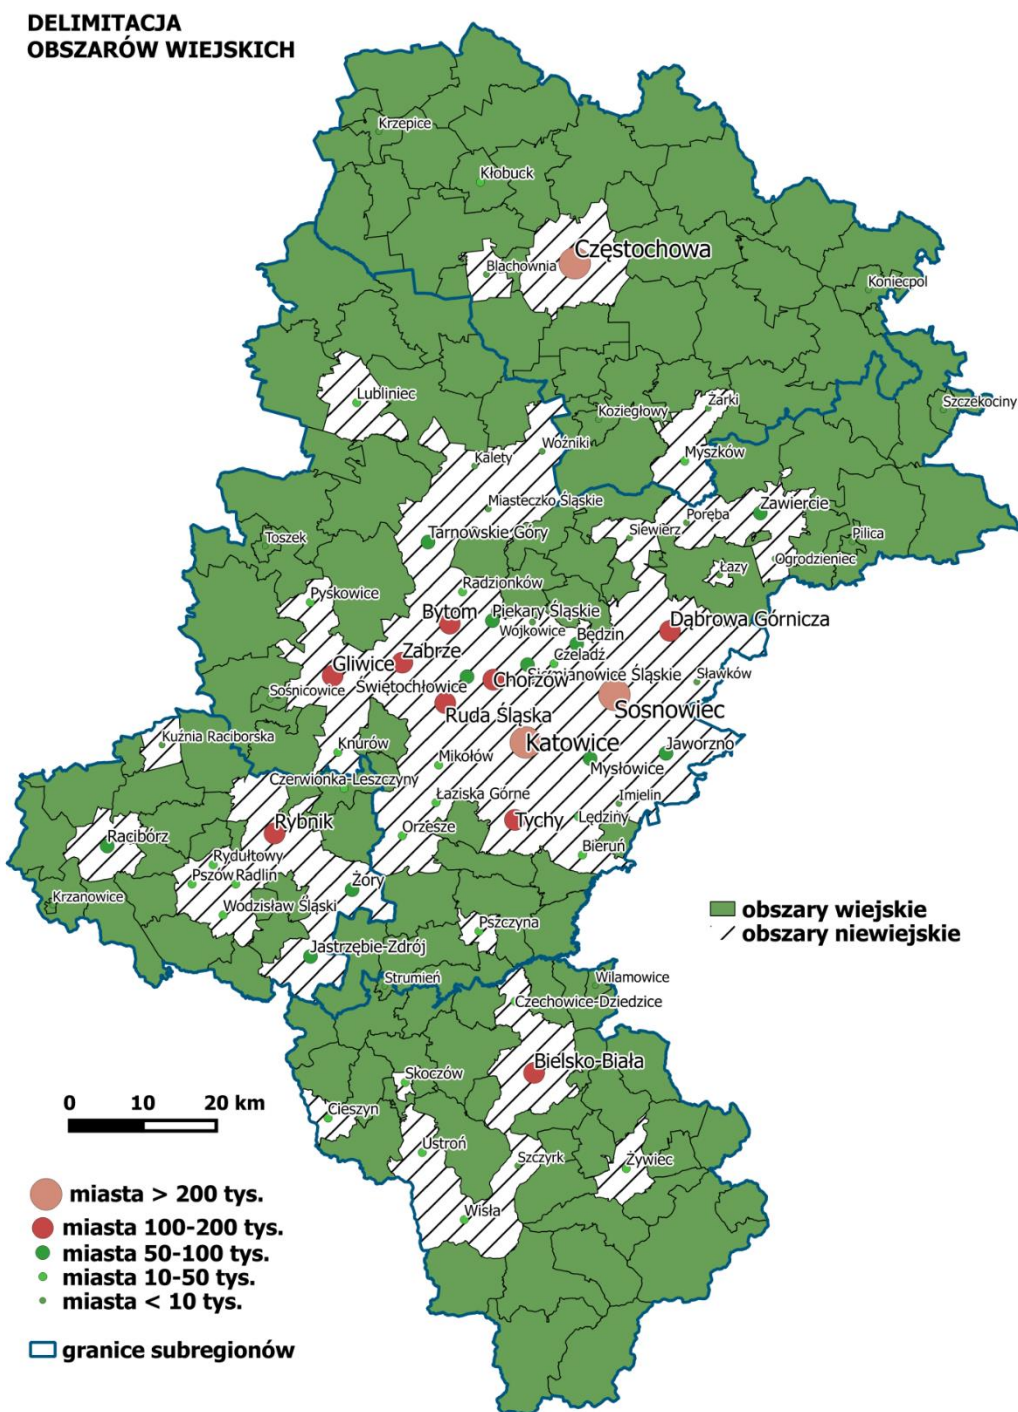 DELIMITACJA
OBSZARÓW WIEJSKICH
Krzepice
Kłobuck
Częstochowa
Blachownia
Koniecpol
Lubliniec
Żarki
Szczekociny
Koziegłowy
Woźniki
Myszków
Kalety
Miasteczko Śląskie
Zawiercie
Poręba
Siewierz
Tarnowskie Góry
Toszek
Pilica
Ogrodzieniec
Łazy
Radzionków
Pyskowice
Bytom
Piekary Śląskie
Dąbrowa Górnicza
Wojkowice
Będzin
Zabrze
Czeladź
Gliwice
Siemianowice Śląskie
Sławków
Chorzów
Świętochłowice
Sośnicowice
Sosnowiec
Ruda Śląska
Kuźnia Raciborska
Katowice
Jaworzno
Knurów
Mikołów
Mysłowice
Czerwionka-Leszczyny
Łaziska Górne
Imielin
Rybnik
Tychy
Lędziny
Racibórz
Orzesze
Bieruń
Rydułtowy
Pszów
Radlin
Żory
Krzanowice
Wodzisław Śląski
obszary wiejskie
Pszczyna
obszary niewiejskie
Jastrzębie-Zdrój
Strumień
Wilamowice
Czechowice-Dziedzice
Bielsko-Biała
Skoczów
0 10 20 km
Cieszyn
Ustroń
Szczyrk
Żywiec
Wisła
miasta > 200 tys.
miasta 100-200 tys.
miasta 50-100 tys.
miasta 10-50 tys.
miasta < 10 tys.
granice subregionów